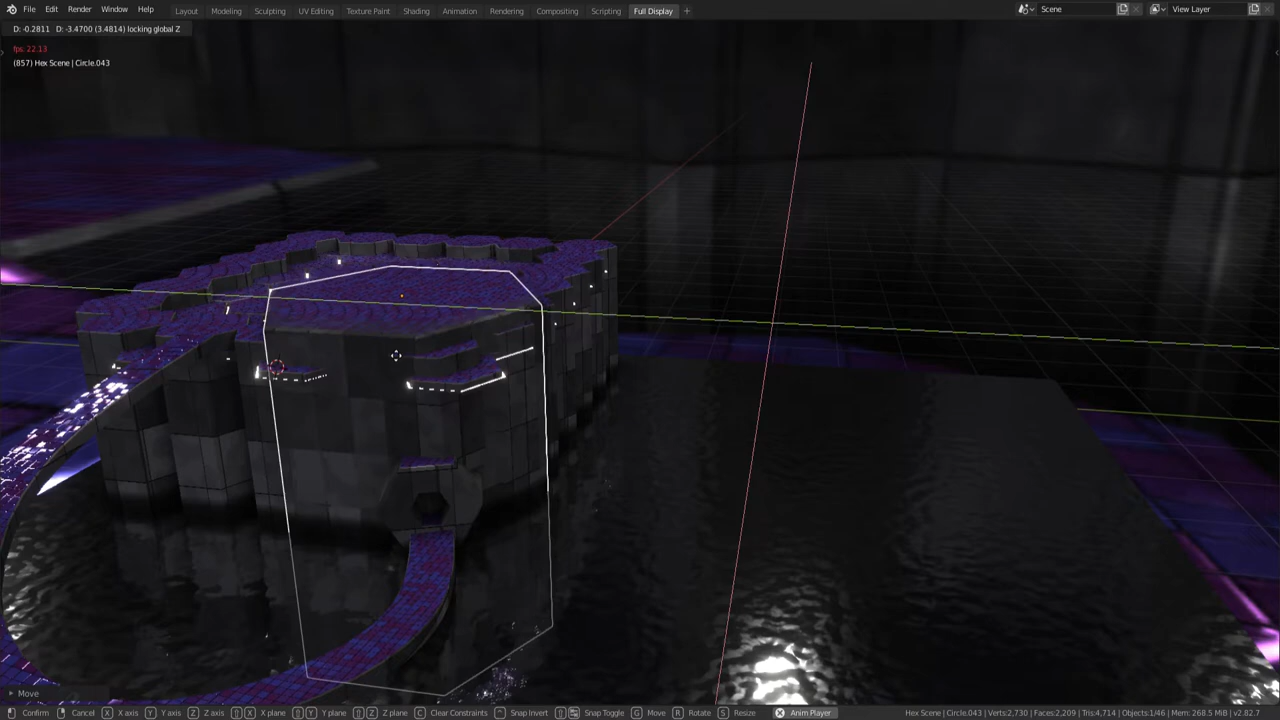 File Edit Render Window Help Layout Modeling Sculpting UV Editing Texture Paint Shading Animation Rendering Compositing Scripting Full Display + Scene View Layer
D: -0.2811 D: -3.4700 (3.4814) locking global Z
fps: 22.13
(857) Hex Scene | Circle.043
Move
Confirm Cancel X X axis Y Y axis Z Z axis X X plane Y Y plane Z Z plane C Clear Constraints Snap Invert Snap Toggle G Move R Rotate S Resize Anim Player Hex Scene | Circle.043 | Verts:2,730 | Faces:2,209 | Tris:4,714 | Objects:1/46 | Mem: 268.5 MiB | v2.82.7